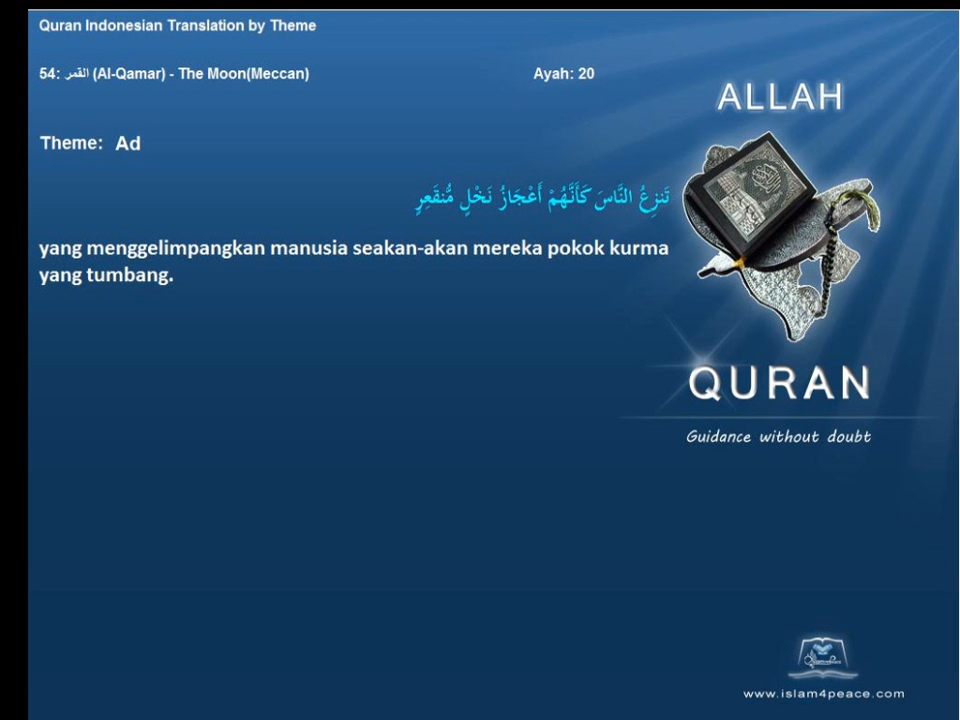 Quran Indonesian Translation by Theme
54: القمر (Al-Qamar) - The Moon(Meccan)
Ayah: 20
Theme: Ad
تَنزِعُ النَّاسَ كَأَنَّهُمْ أَعْجَازُ نَخْلٍ مُّنقَعِرٍ
yang menggelimpangkan manusia seakan-akan mereka pokok kurma
yang tumbang.
ALLAH
QURAN
Guidance without doubt
www.islam4peace.com